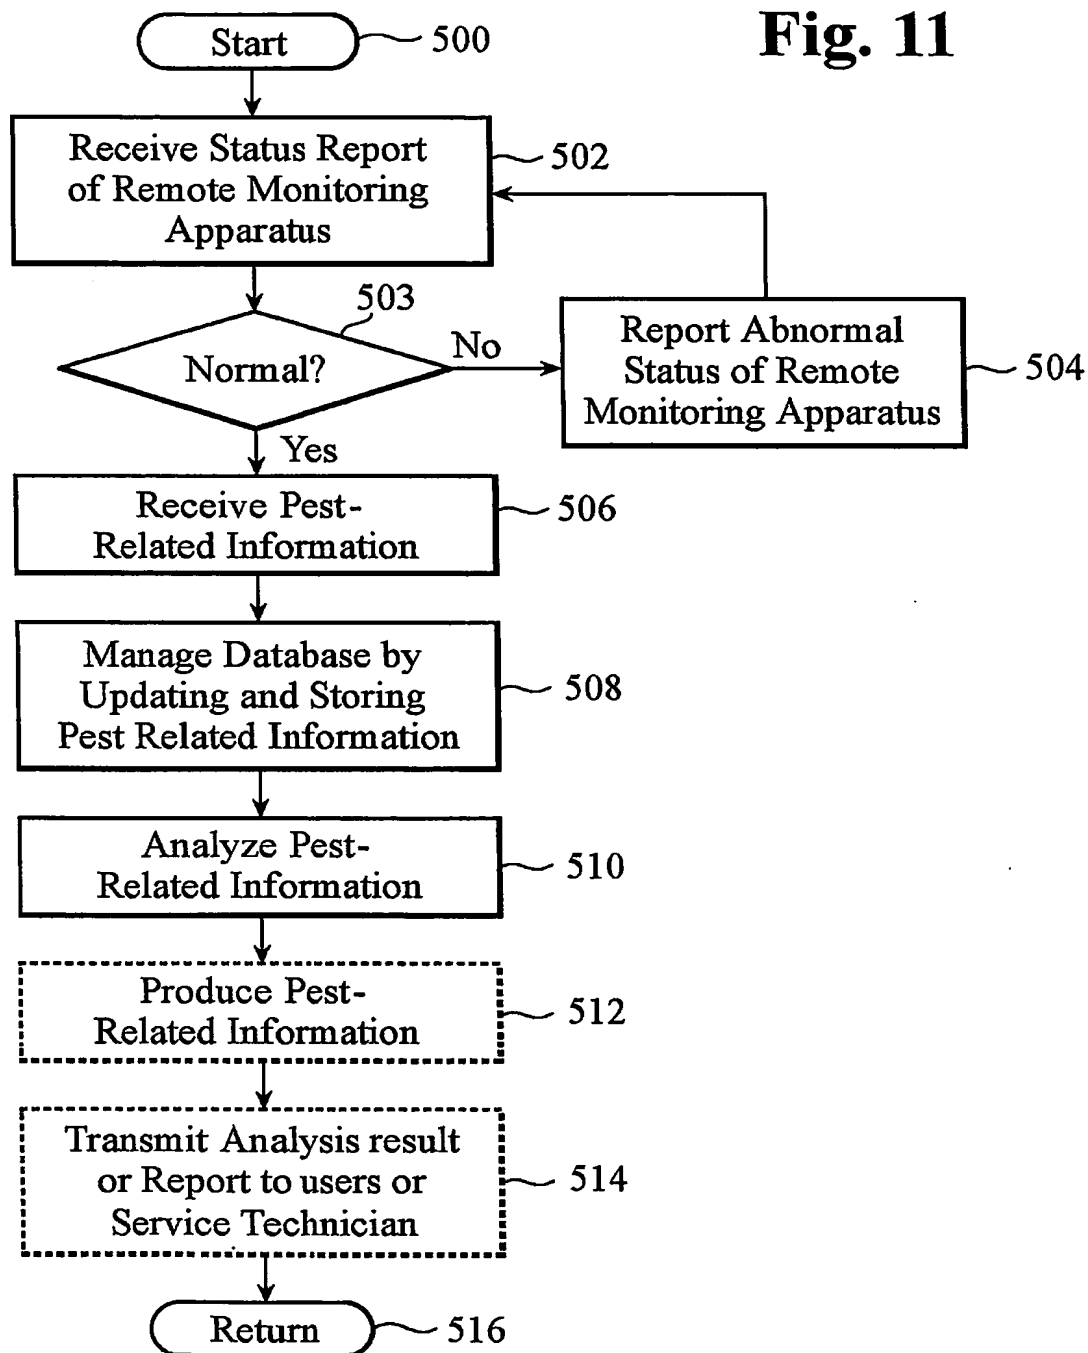 Fig. 11
Start
500
Receive Status Report
of Remote Monitoring
Apparatus
502
503
Normal?
No
Report Abnormal
Status of Remote
Monitoring Apparatus
504
Yes
Receive Pest-
Related Information
506
Manage Database by
Updating and Storing
Pest Related Information
508
Analyze Pest-
Related Information
510
Produce Pest-
Related Information
512
Transmit Analysis result
or Report to users or
Service Technician
514
Return
516